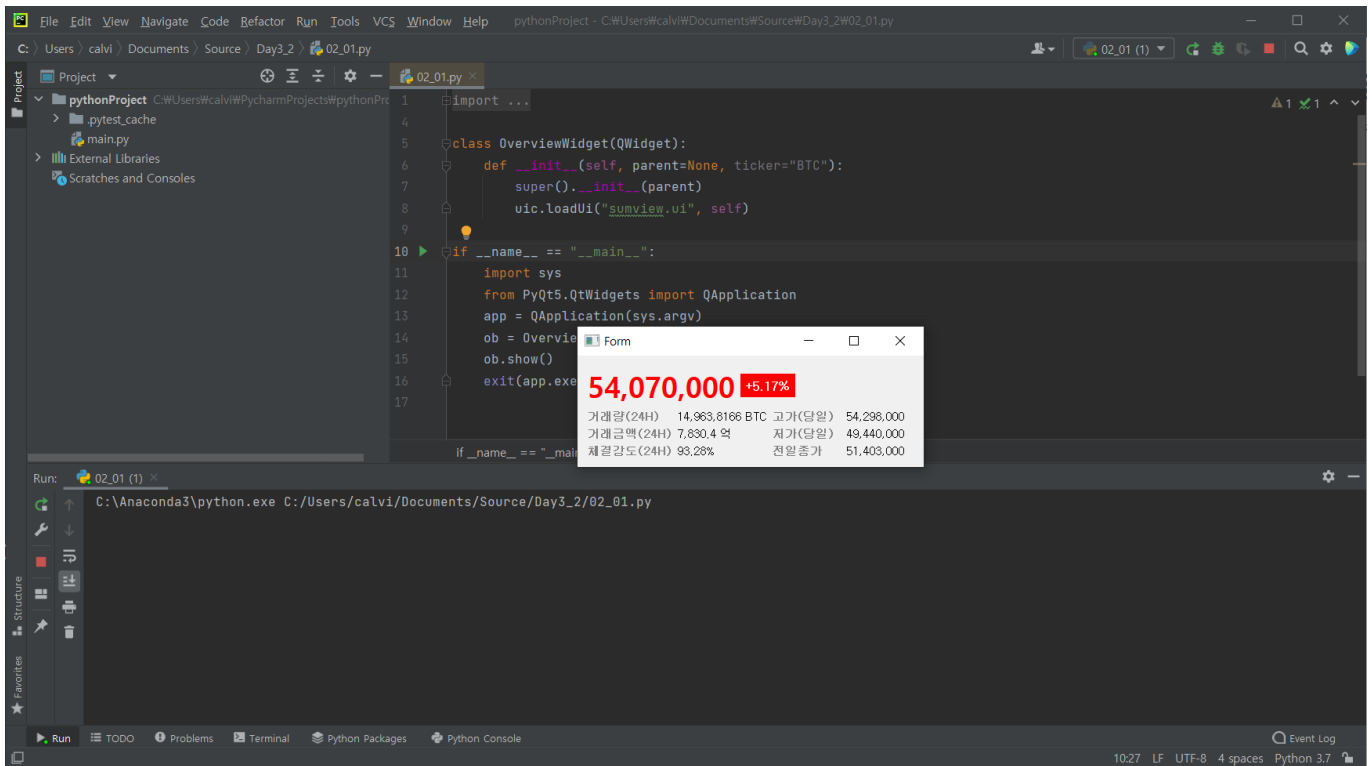 File Edit View Navigate Code Refactor Run Tools VCS Window Help pythonProject - C:₩Users₩calvi₩Documents₩Source₩Day3_2₩02_01.py
C: Users calvi Documents Source Day3_2 02_01.py
02_01 (1)
Project
Project
pythonProject C:₩Users₩calvi₩PycharmProjects₩pythonPrc
.pytest_cache
main.py
External Libraries
Scratches and Consoles
02_01.py
1 import ...
4
5 class OverviewWidget(QWidget):
6 def __init__(self, parent=None, ticker="BTC"):
7 super().__init__(parent)
8 uic.loadUi("sumview.ui", self)
9
10 if __name__ == "__main__":
11 import sys
12 from PyQt5.QtWidgets import QApplication
13 app = QApplication(sys.argv)
14 ob = Overvie
15 ob.show()
16 exit(app.exe
17
1 1
if __name__ == "__mai
Form
54,070,000 +5.17%
거래량(24H) 14,963.8166 BTC 고가(당일) 54,298,000
거래금액(24H) 7,830.4 억 저가(당일) 49,440,000
체결강도(24H) 93.28% 전일종가 51,403,000
Run: 02_01 (1)
C:\Anaconda3\python.exe C:/Users/calvi/Documents/Source/Day3_2/02_01.py
Structure
Favorites
Run TODO Problems Terminal Python Packages Python Console Event Log
10:27 LF UTF-8 4 spaces Python 3.7